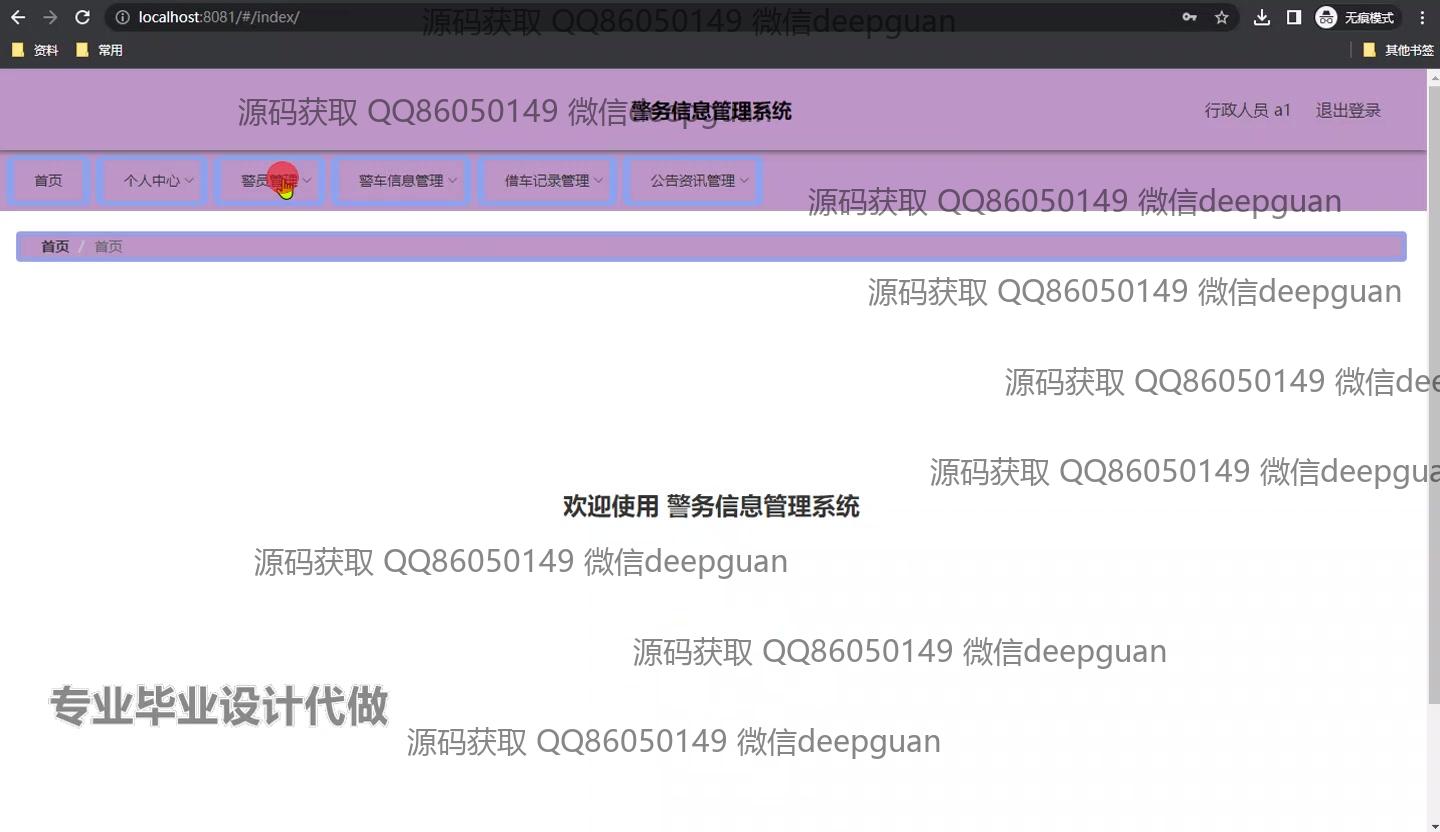 localhost:8081/#/index/
源码获取 QQ86050149 微信deepguan
无痕模式
资料
常用
其他书签
源码获取 QQ86050149 微信deepguan
警务信息管理系统
行政人员 a1
退出登录
首页
个人中心
警员管理
警车信息管理
借车记录管理
公告资讯管理
源码获取 QQ86050149 微信deepguan
首页 / 首页
源码获取 QQ86050149 微信deepguan
源码获取 QQ86050149 微信dee
源码获取 QQ86050149 微信deepgua
欢迎使用 警务信息管理系统
源码获取 QQ86050149 微信deepguan
源码获取 QQ86050149 微信deepguan
专业毕业设计代做
源码获取 QQ86050149 微信deepguan